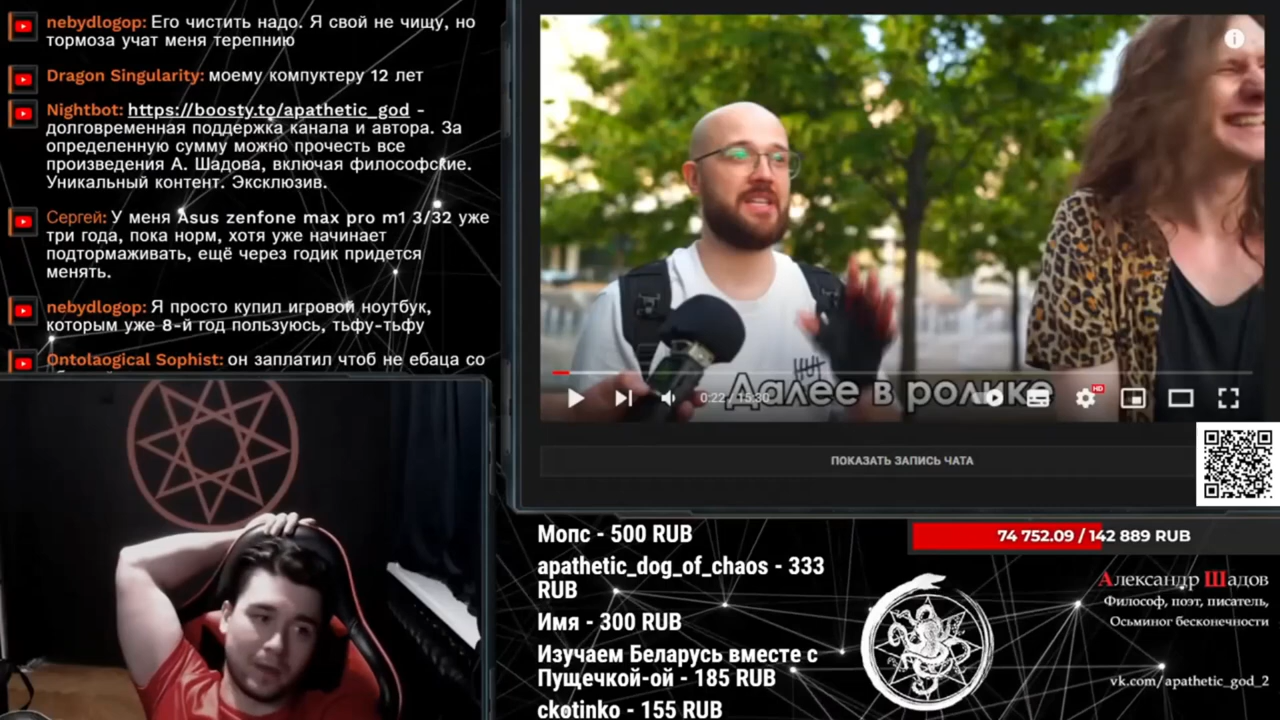 nebydlogop: Его чистить надо. Я свой не чищу, но
тормоза учат меня терепнию
Dragon Singularity: моему компуктеру 12 лет
Nightbot: https://boosty.to/apathetic_god -
долговременная поддержка канала и автора. За
определенную сумму можно прочесть все
произведения А. Шадова, включая философские.
Уникальный контент. Эксклюзив.
Сергей: У меня Asus zenfone max pro m1 3/32 уже
три года, пока норм, хотя уже начинает
подтормаживать, ещё через годик придется
менять.
nebydlogop: Я просто купил игровой ноутбук,
которым уже 8-й год пользуюсь, тьфу-тьфу
Ontolaogical Sophist: он заплатил чтоб не ебаца со
Далее в ролике
0:22 / 15:30
HD
ПОКАЗАТЬ ЗАПИСЬ ЧАТА
Мопс - 500 RUB
apathetic_dog_of_chaos - 333
RUB
Имя - 300 RUB
Изучаем Беларусь вместе с
Пущечкой-ой - 185 RUB
ckotinko - 155 RUB
74 752.09 / 142 889 RUB
Александр Шадов
Философ, поэт, писатель,
Осьминог бесконечности
vk.com/apathetic_god_2